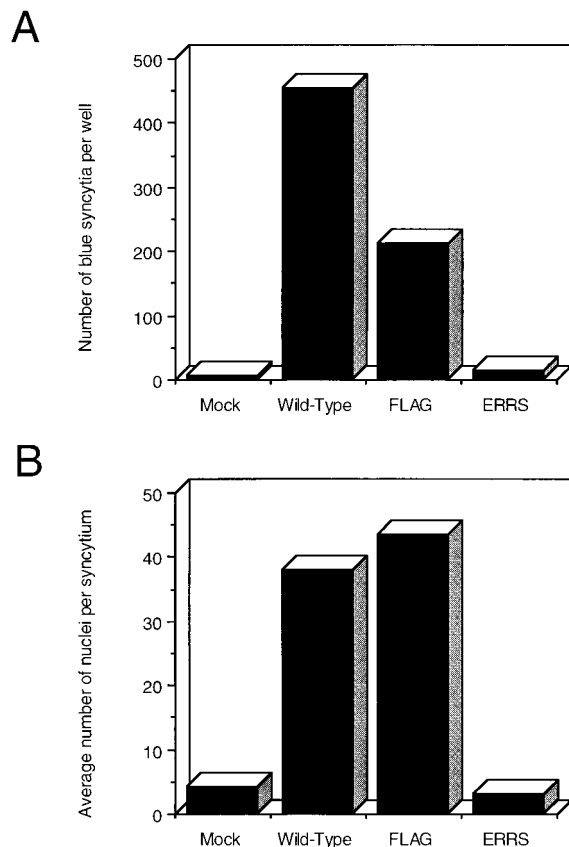 A
Number of blue syncytia per well
500
400
300
200
100
0
Mock Wild-Type FLAG ERRS
B
Average number of nuclei per syncytium
50
40
30
20
10
0
Mock Wild-Type FLAG ERRS